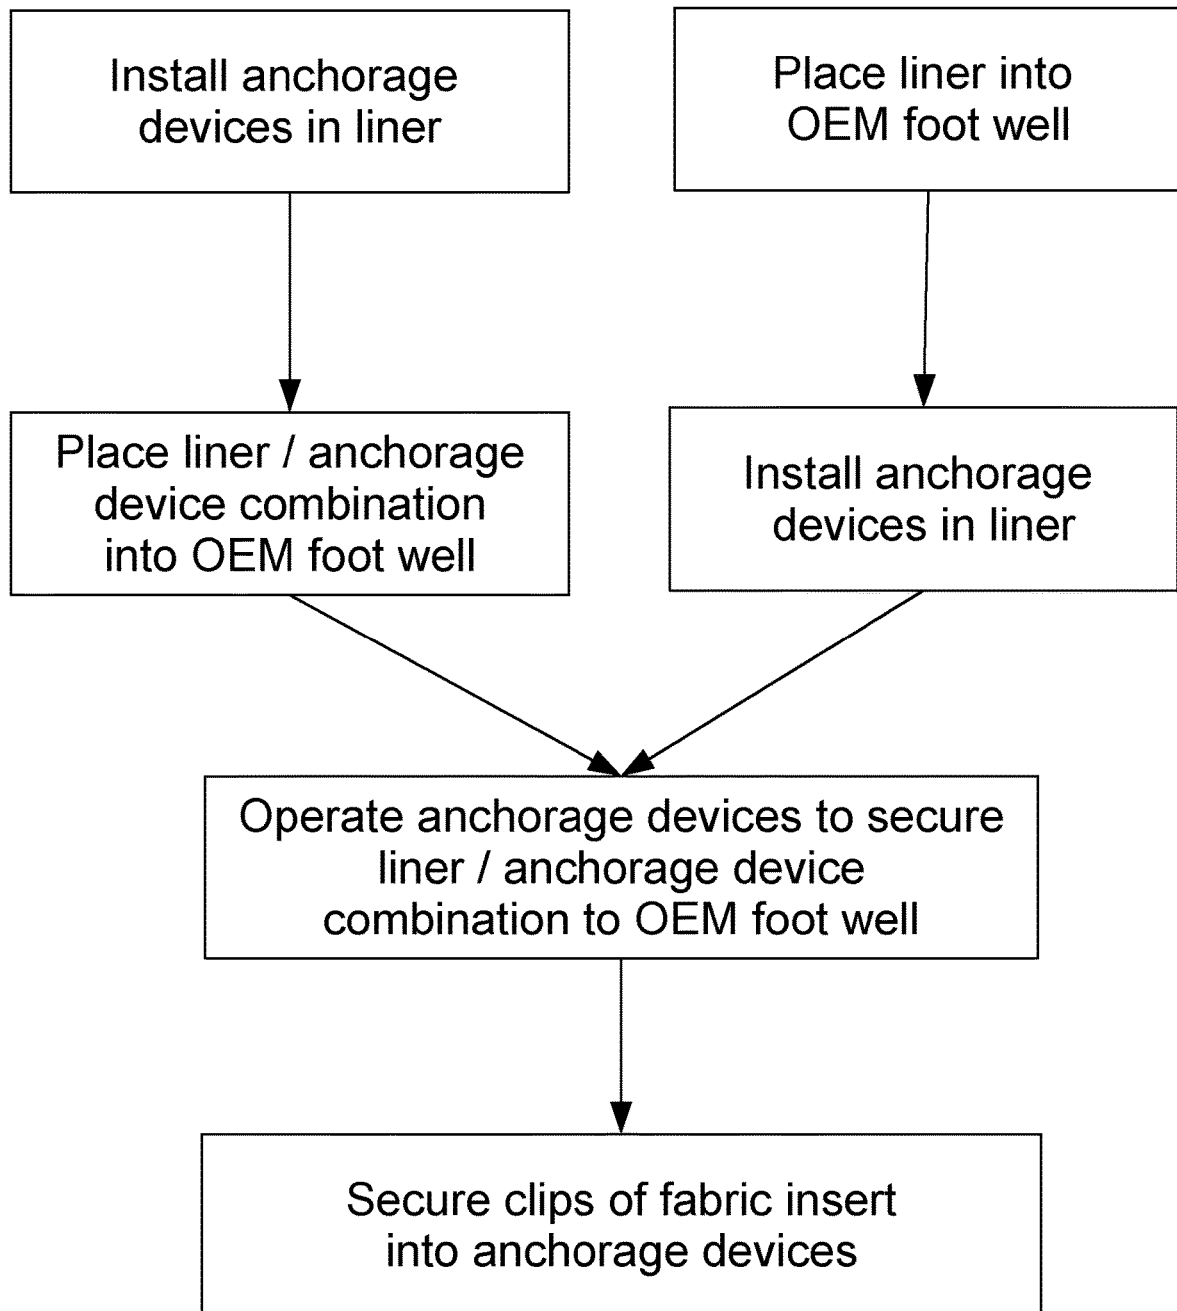 Install anchorage
devices in liner
Place liner into
OEM foot well
Place liner / anchorage
device combination
into OEM foot well
Install anchorage
devices in liner
Operate anchorage devices to secure
liner / anchorage device
combination to OEM foot well
Secure clips of fabric insert
into anchorage devices